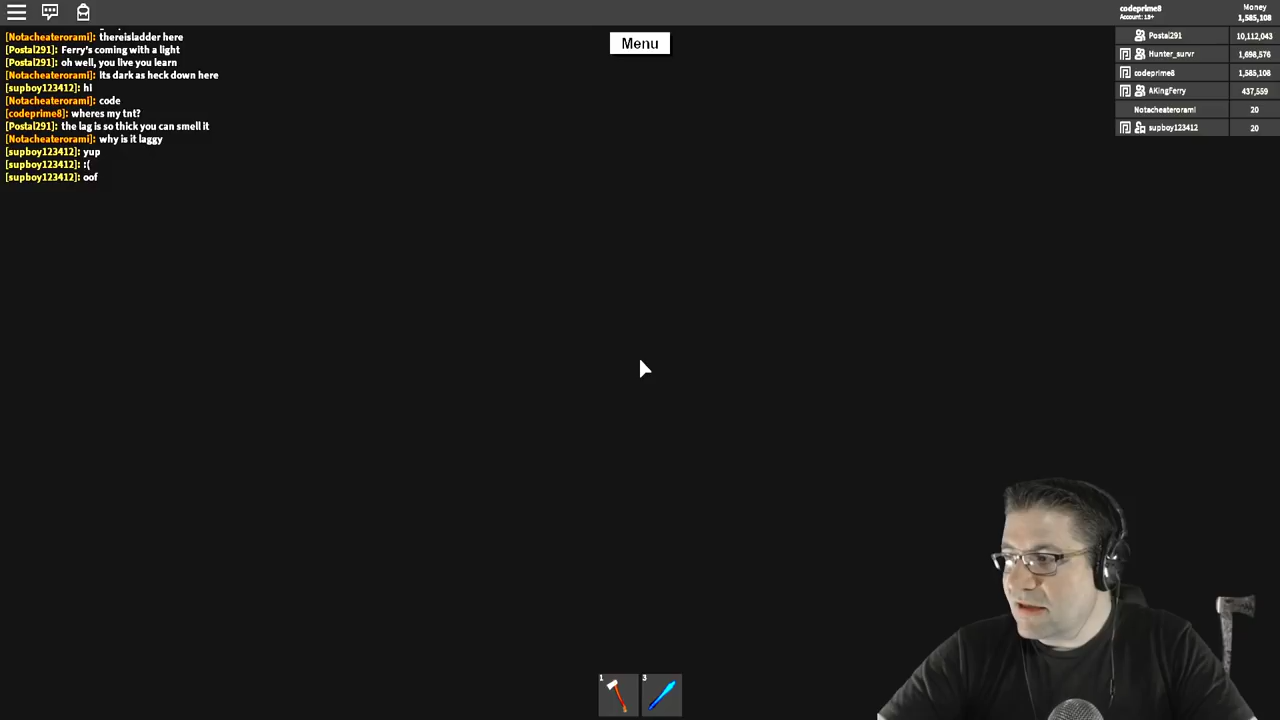 codeprime8
Account: 13+
Money
1,585,108
Menu
[Notacheaterorami]: thereisladder here
[Postal291]: Ferry's coming with a light
[Postal291]: oh well, you live you learn
[Notacheaterorami]: Its dark as heck down here
[supboy123412]: hi
[Notacheaterorami]: code
[codeprime8]: wheres my tnt?
[Postal291]: the lag is so thick you can smell it
[Notacheaterorami]: why is it laggy
[supboy123412]: yup
[supboy123412]: :(
[supboy123412]: oof
Postal291 10,112,043
Hunter_survr 1,698,576
codeprime8 1,585,108
AKingFerry 437,559
Notacheaterorami 20
supboy123412 20
1
3